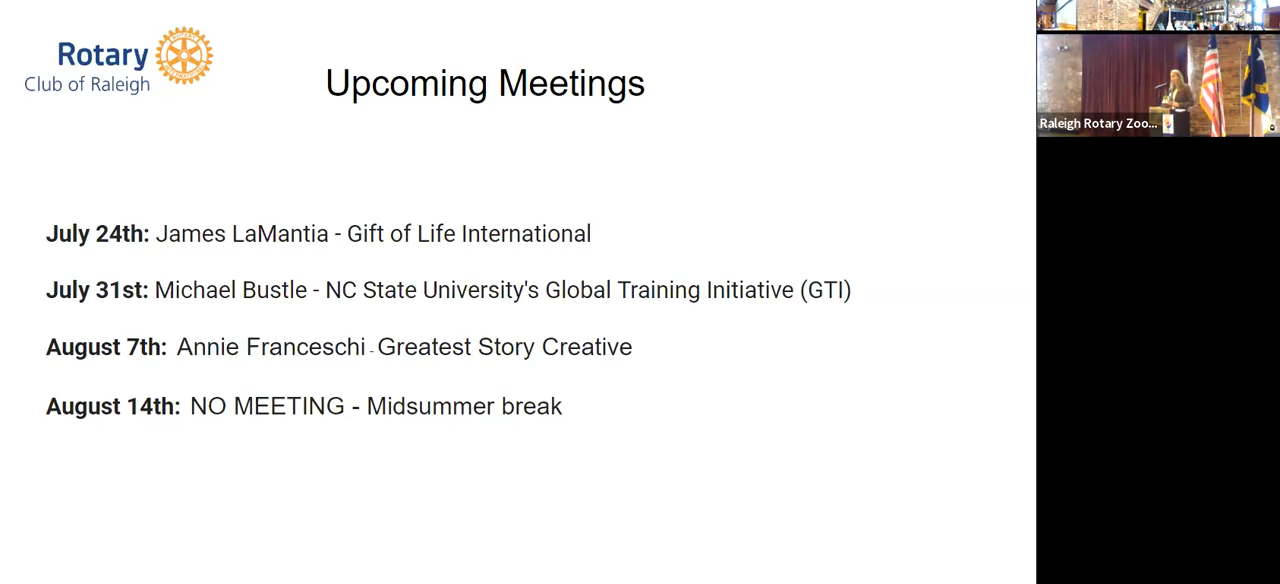 Rotary
Club of Raleigh
Upcoming Meetings
July 24th: James LaMantia - Gift of Life International
July 31st: Michael Bustle - NC State University's Global Training Initiative (GTI)
August 7th: Annie Franceschi - Greatest Story Creative
August 14th: NO MEETING - Midsummer break
Raleigh Rotary Zoo...